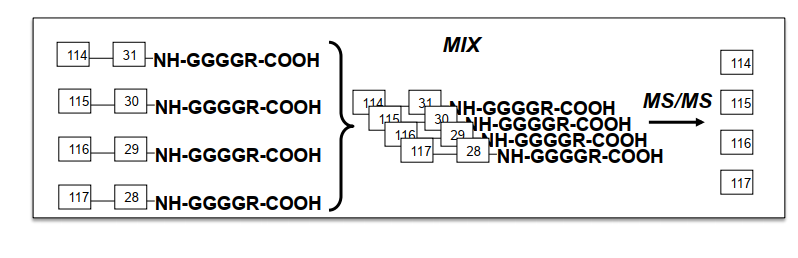 114 31 NH-GGGGR-COOH
115 30 NH-GGGGR-COOH
116 29 NH-GGGGR-COOH
117 28 NH-GGGGR-COOH
MIX
114 31 NH-GGGGR-COOH
115 30 NH-GGGGR-COOH
116 29 NH-GGGGR-COOH
117 28 NH-GGGGR-COOH
MS/MS
114
115
116
117